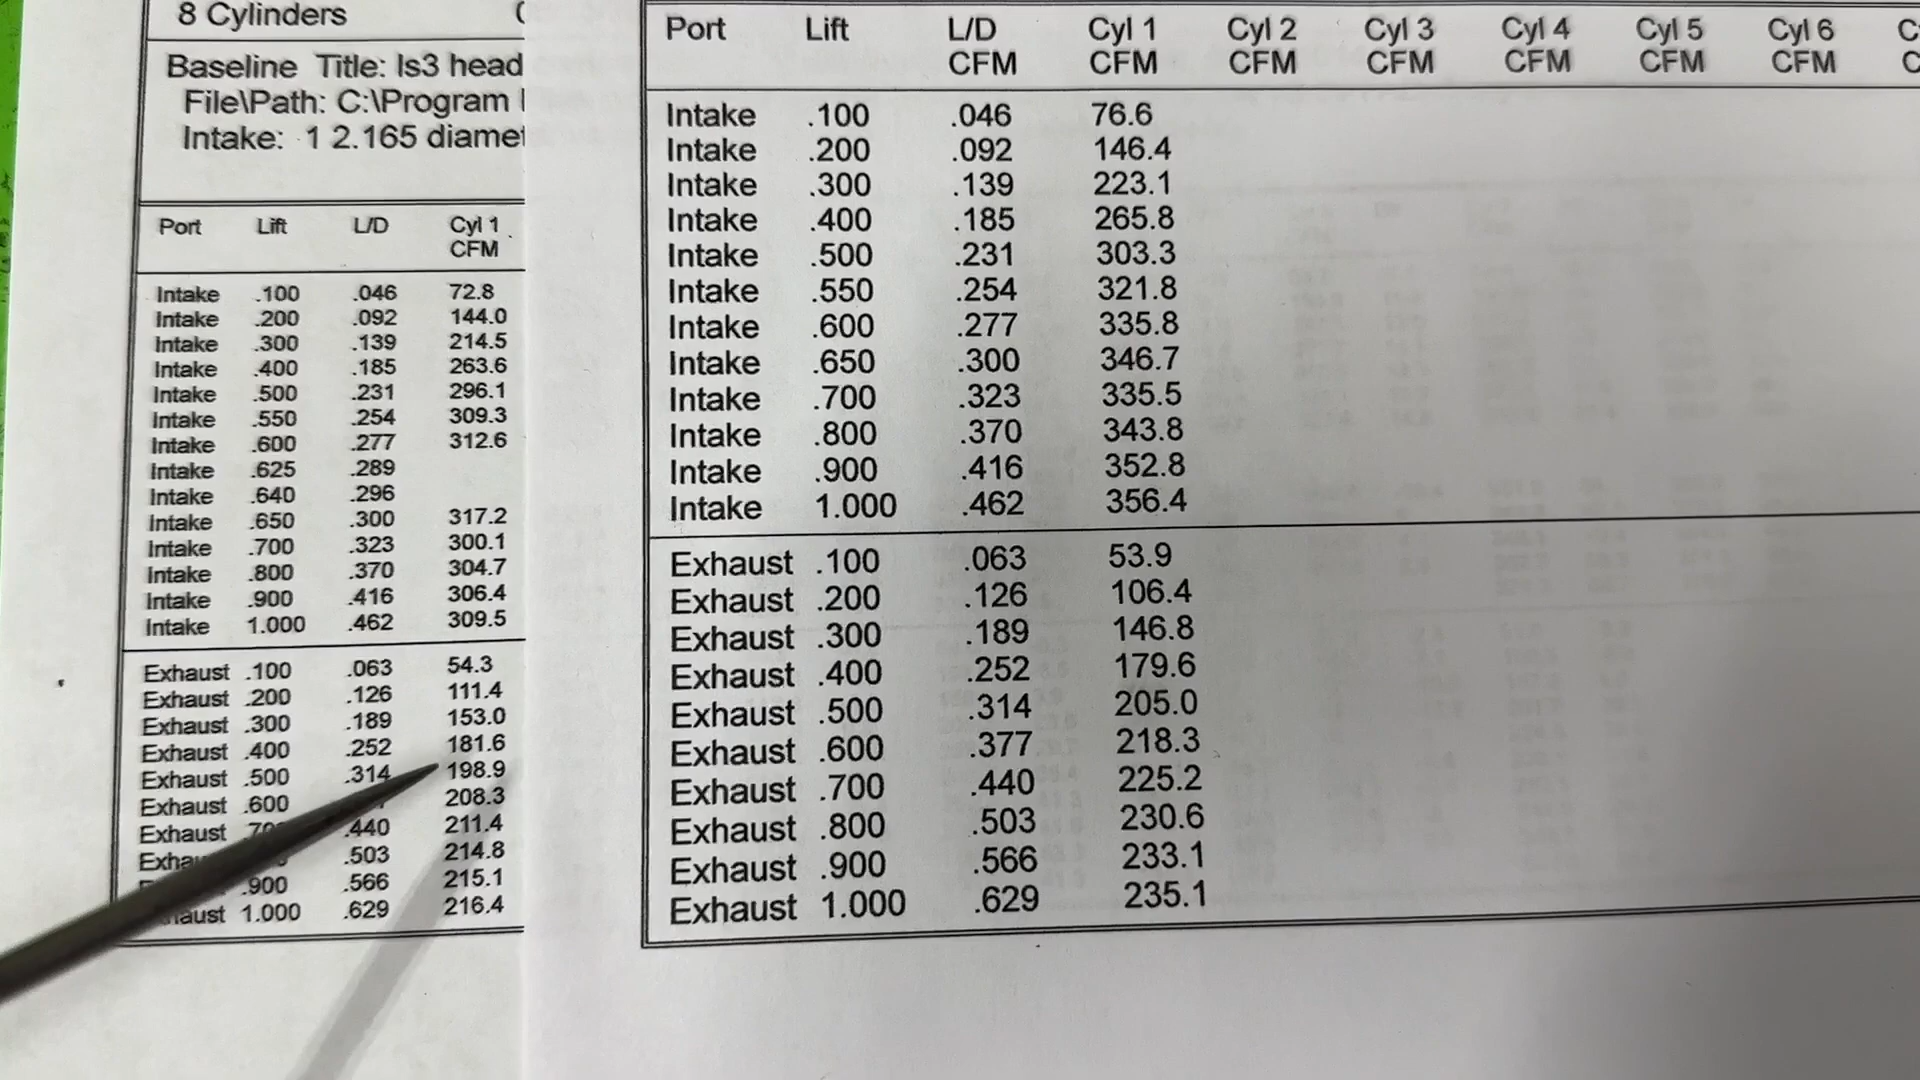 8 Cylinders
Baseline Title: ls3 head
File\Path: C:\Program
Intake: 1 2.165 diamet
Port Lift L/D Cyl 1
CFM
Intake .100 .046 72.8
Intake .200 .092 144.0
Intake .300 .139 214.5
Intake .400 .185 263.6
Intake .500 .231 296.1
Intake .550 .254 309.3
Intake .600 .277 312.6
Intake .625 .289
Intake .640 .296
Intake .650 .300 317.2
Intake .700 .323 300.1
Intake .800 .370 304.7
Intake .900 .416 306.4
Intake 1.000 .462 309.5
Exhaust .100 .063 54.3
Exhaust .200 .126 111.4
Exhaust .300 .189 153.0
Exhaust .400 .252 181.6
Exhaust .500 .314 198.9
Exhaust .600 208.3
Exhaust .440 211.4
.503 214.8
.900 .566 215.1
haust 1.000 .629 216.4
Port Lift L/D Cyl 1 Cyl 2 Cyl 3 Cyl 4 Cyl 5 Cyl 6
CFM CFM CFM CFM CFM CFM CFM
Intake .100 .046 76.6
Intake .200 .092 146.4
Intake .300 .139 223.1
Intake .400 .185 265.8
Intake .500 .231 303.3
Intake .550 .254 321.8
Intake .600 .277 335.8
Intake .650 .300 346.7
Intake .700 .323 335.5
Intake .800 .370 343.8
Intake .900 .416 352.8
Intake 1.000 .462 356.4
Exhaust .100 .063 53.9
Exhaust .200 .126 106.4
Exhaust .300 .189 146.8
Exhaust .400 .252 179.6
Exhaust .500 .314 205.0
Exhaust .600 .377 218.3
Exhaust .700 .440 225.2
Exhaust .800 .503 230.6
Exhaust .900 .566 233.1
Exhaust 1.000 .629 235.1